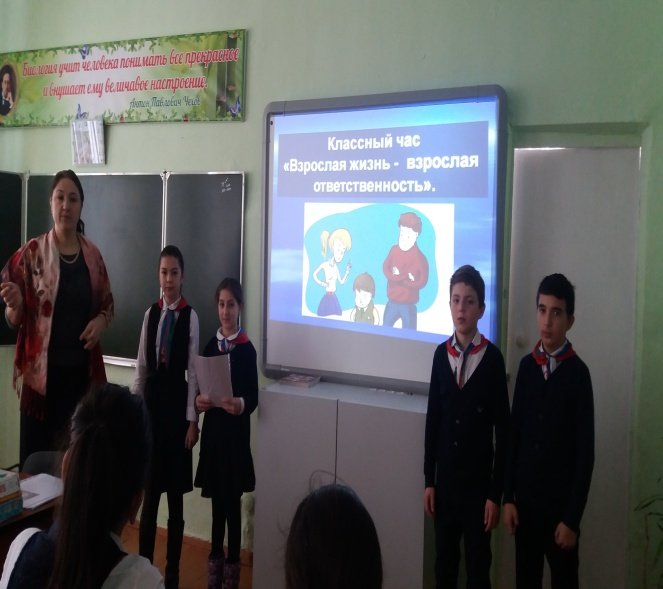 Биология учит человека понимать все прекрасное
и внушает ему величавое настроение.
Антон Павлович Чехов
Классный час
«Взрослая жизнь - взрослая
ответственность».